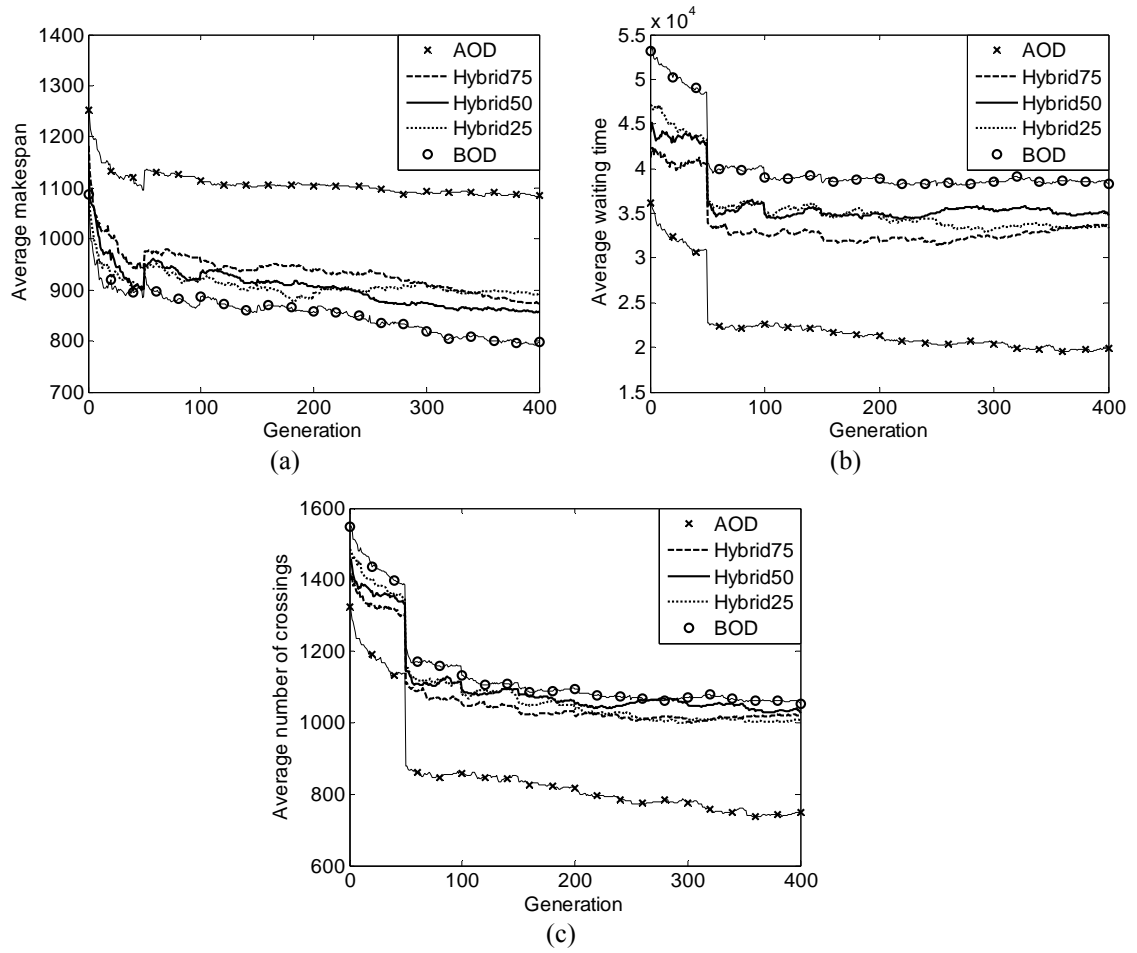 1400
1300
1200
1100
1000
900
800
700
Average makespan
0 100 200 300 400
Generation
AOD
Hybrid75
Hybrid50
Hybrid25
BOD
(a)
x 10^4
5.5
5
4.5
4
3.5
3
2.5
2
1.5
Average waiting time
0 100 200 300 400
Generation
AOD
Hybrid75
Hybrid50
Hybrid25
BOD
(b)
1600
1400
1200
1000
800
600
Average number of crossings
0 100 200 300 400
Generation
AOD
Hybrid75
Hybrid50
Hybrid25
BOD
(c)